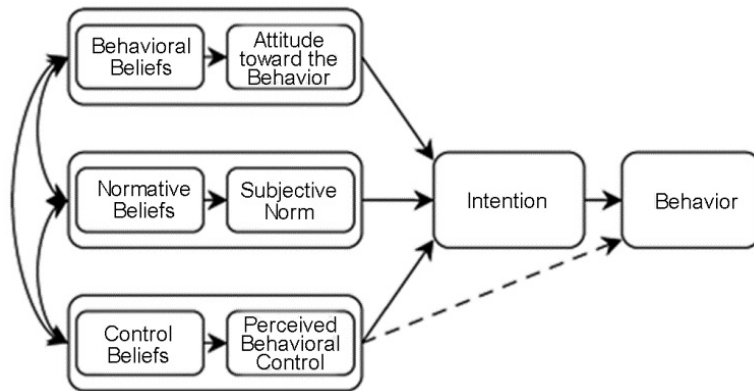 Behavioral
Beliefs
Attitude
toward the
Behavior
Normative
Beliefs
Subjective
Norm
Intention
Behavior
Control
Beliefs
Perceived
Behavioral
Control